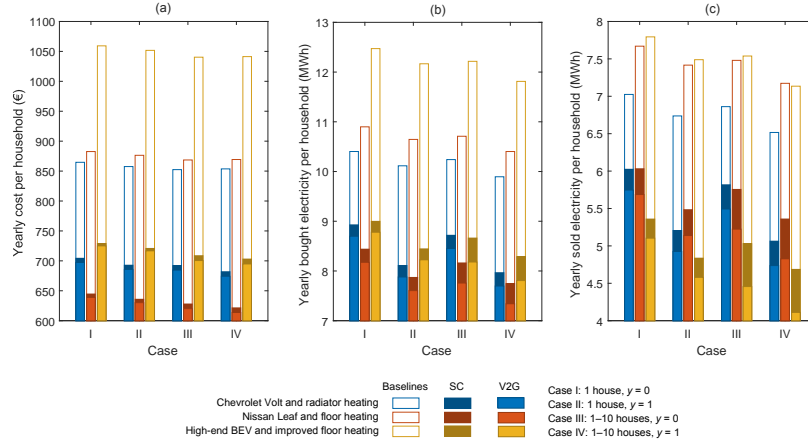 (a)
Yearly cost per household (€)
1100
1050
1000
950
900
850
800
750
700
650
600
I II III IV
Case
(b)
Yearly bought electricity per household (MWh)
13
12
11
10
9
8
7
I II III IV
Case
(c)
Yearly sold electricity per household (MWh)
8
7.5
7
6.5
6
5.5
5
4.5
4
I II III IV
Case
Baselines SC V2G
Chevrolet Volt and radiator heating
Nissan Leaf and floor heating
High-end BEV and improved floor heating
Case I: 1 house, y = 0
Case II: 1 house, y = 1
Case III: 1–10 houses, y = 0
Case IV: 1–10 houses, y = 1